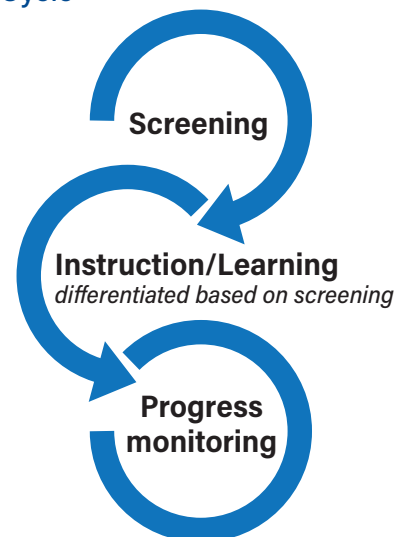 Screening
Instruction/Learning
differentiated based on screening
Progress
monitoring